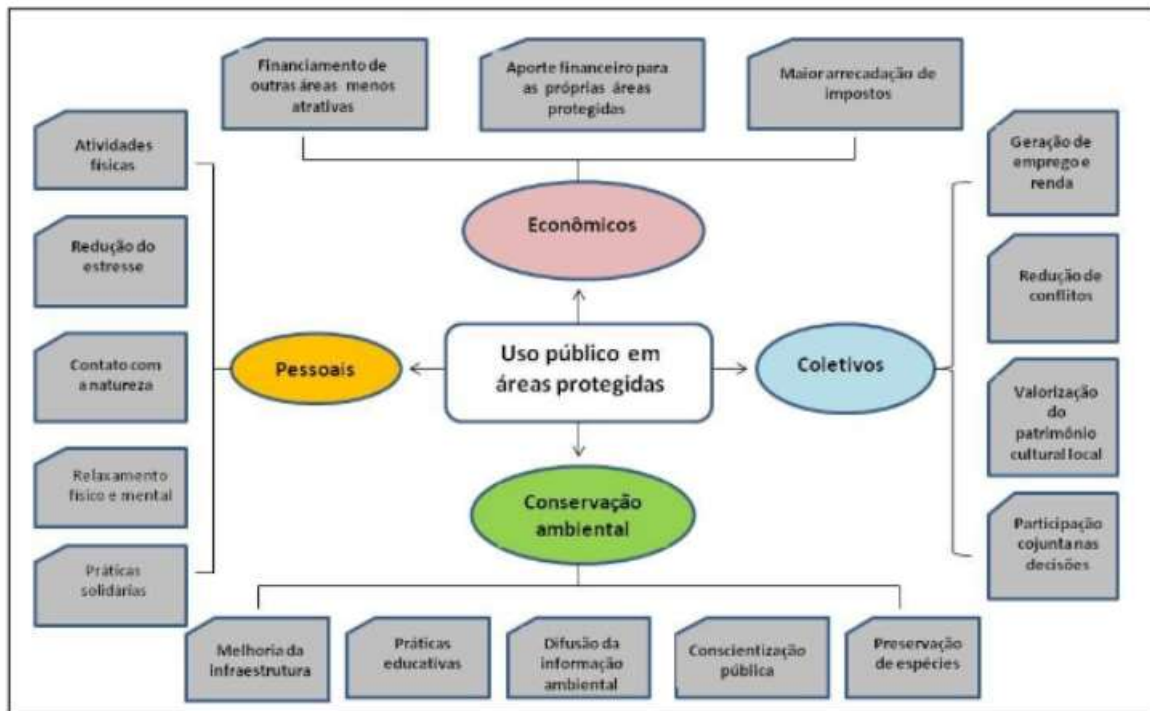 Financiamento de
outras áreas menos
atrativas
Aporte financeiro para
as próprias áreas
protegidas
Maior arrecadação de
impostos
Atividades
físicas
Redução do
estresse
Contato com
a natureza
Relaxamento
físico e mental
Práticas
solidárias
Econômicos
Pessoais
Uso público em
áreas protegidas
Coletivos
Conservação
ambiental
Geração de
emprego e
renda
Redução de
conflitos
Valorização
do
patrimônio
cultural local
Participação
cojunta nas
decisões
Melhoria da
infraestrutura
Práticas
educativas
Difusão da
informação
ambiental
Conscientização
pública
Preservação
de espécies